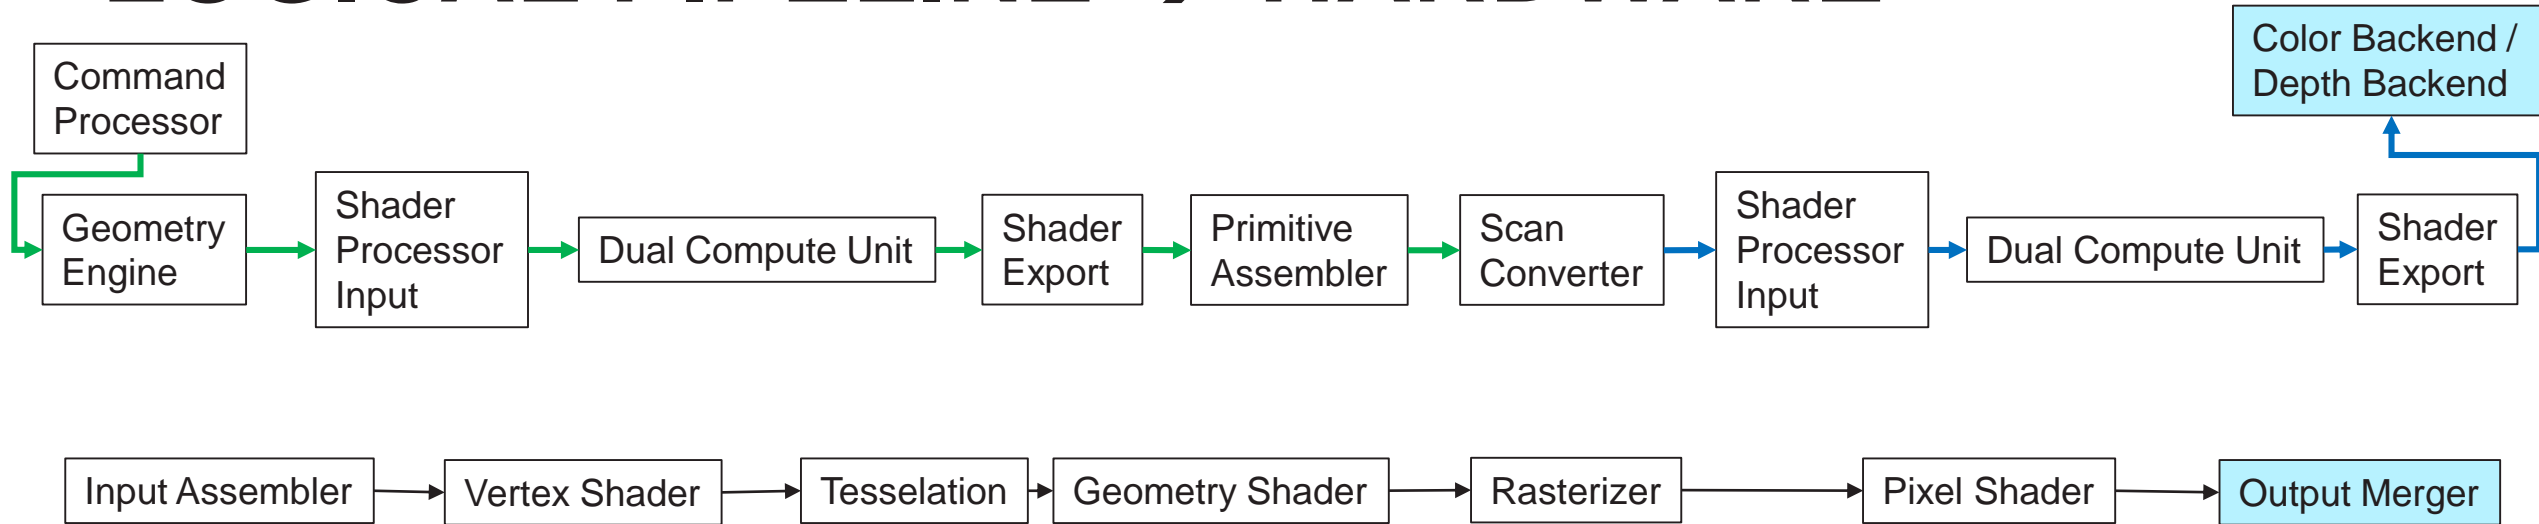 Command
Processor
Color Backend /
Depth Backend
Geometry
Engine
Shader
Processor
Input
Dual Compute Unit
Shader
Export
Primitive
Assembler
Scan
Converter
Shader
Processor
Input
Dual Compute Unit
Shader
Export
Input Assembler
Vertex Shader
Tesselation
Geometry Shader
Rasterizer
Pixel Shader
Output Merger